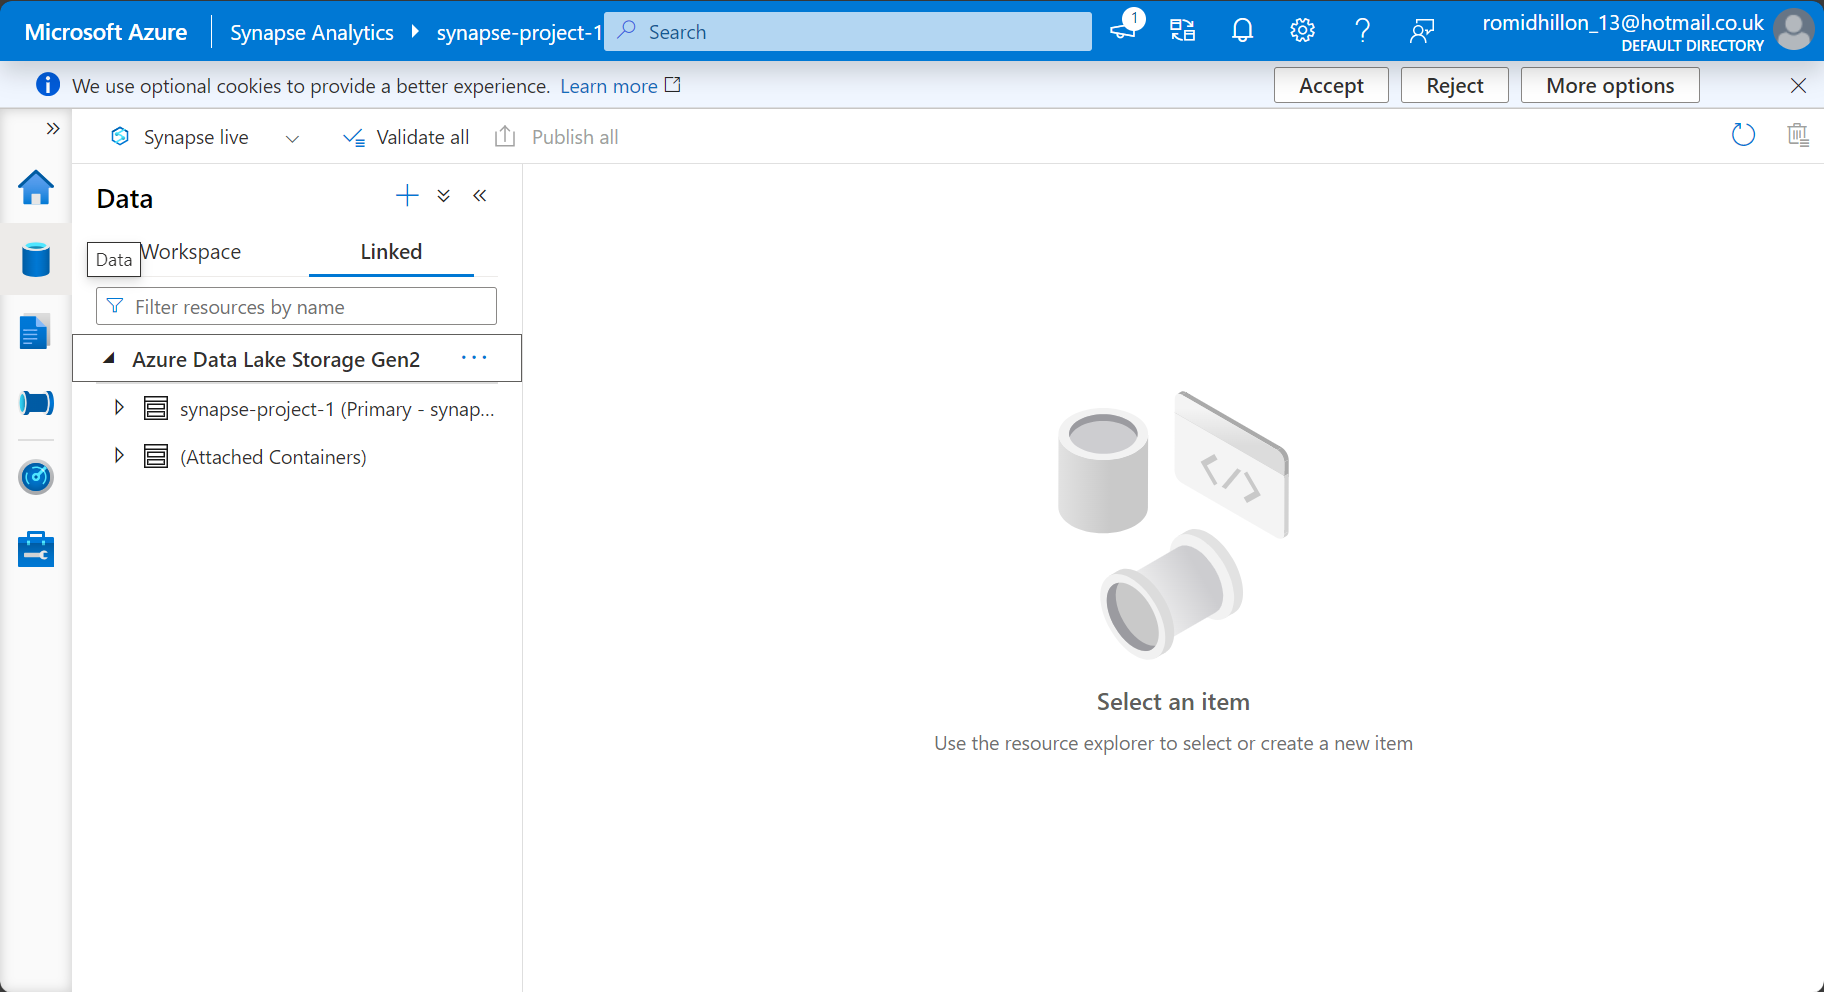 Microsoft Azure
Synapse Analytics
synapse-project-1
Search
1
romidhillon_13@hotmail.co.uk
DEFAULT DIRECTORY
We use optional cookies to provide a better experience. Learn more
Accept
Reject
More options
Synapse live
Validate all
Publish all
Data
Workspace
Linked
Data
Filter resources by name
Azure Data Lake Storage Gen2
synapse-project-1 (Primary - synap...
(Attached Containers)
Select an item
Use the resource explorer to select or create a new item